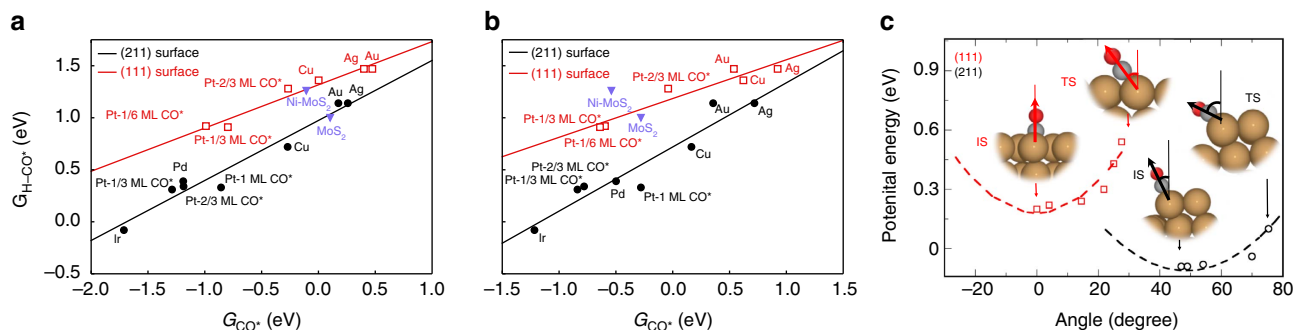 a
(211) surface
(111) surface
Ag
Au
Cu
Pt-2/3 ML CO*
Au
Ag
Ni-MoS2
Pt-1/6 ML CO*
MoS2
Pt-1/3 ML CO*
Cu
Pd
Pt-1/3 ML CO*
Pt-1 ML CO*
Pt-2/3 ML CO*
Ir
1.5
1.0
0.5
0.0
–0.5
GH–CO* (eV)
–2.0 –1.5 –1.0 –0.5 0.0 0.5 1.0
GCO* (eV)
b
(211) surface
(111) surface
Au
Ag
Pt-2/3 ML CO*
Cu
Ni-MoS2
Au
Ag
Pt-1/3 ML CO*
MoS2
Pt-1/6 ML CO*
Cu
Pt-2/3 ML CO*
Pt-1/3 ML CO*
Pd
Pt-1 ML CO*
Ir
–1.5 –1.0 –0.5 0.0 0.5 1.0 1.5
GCO* (eV)
c
(111)
(211)
TS
TS
IS
IS
0.9
0.6
0.3
0
Potenital energy (eV)
–20 0 20 40 60 80
Angle (degree)